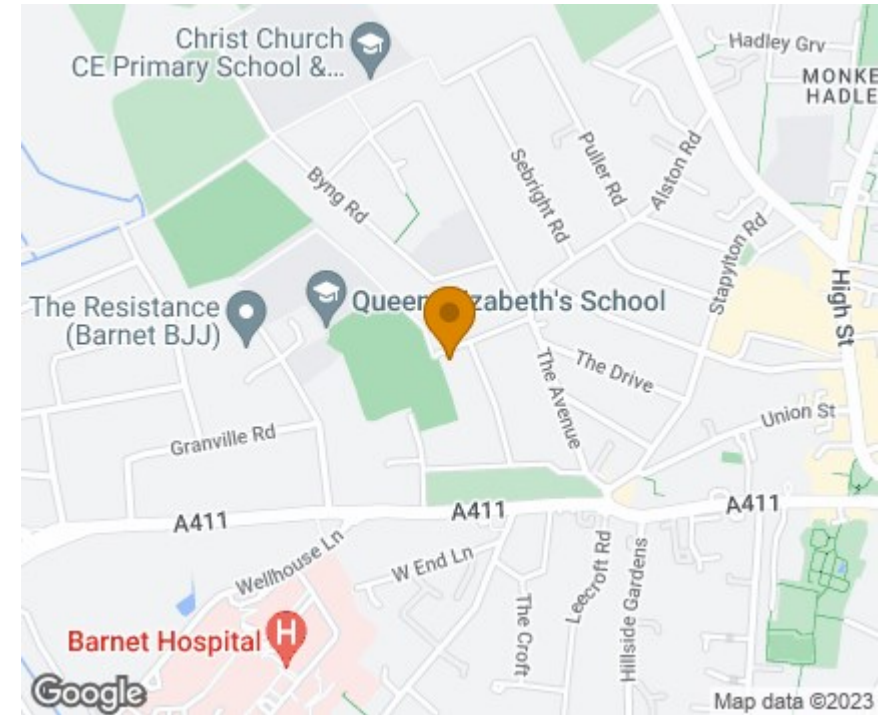 Christ Church
CE Primary School &...
Hadley Grv
MONKE
HADLE
Byng Rd
Sebright Rd
Puller Rd
Alston Rd
Stapylton Rd
High St
The Resistance
(Barnet BJJ)
Queen Elizabeth's School
The Avenue
The Drive
Union St
Granville Rd
A411
A411
A411
Wellhouse Ln
W End Ln
The Croft
Leecroft Rd
Hillside Gardens
Barnet Hospital
H
Google
Map data ©2023